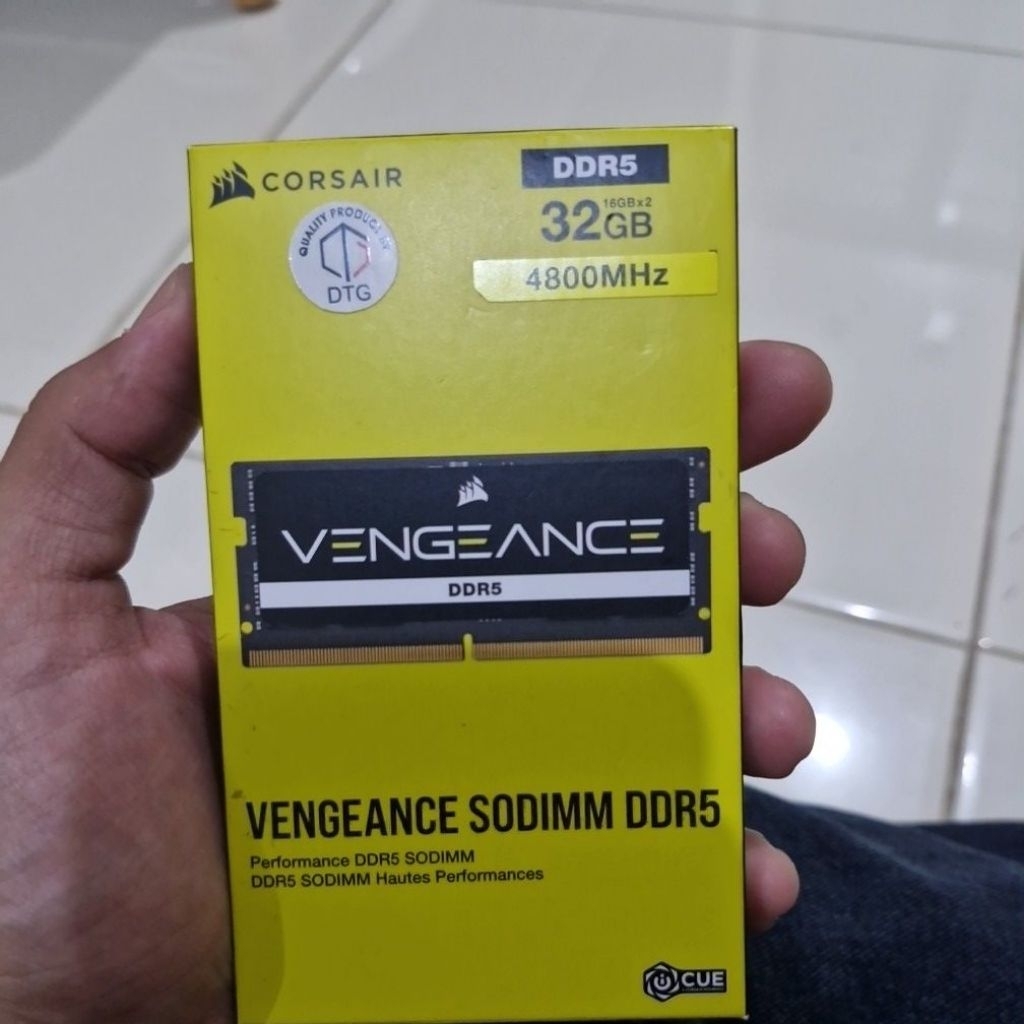 CORSAIR
DDR5
16GBx2
32GB
4800MHz
QUALITY PRODUCT BY
DTG
VENGEANCE
DDR5
VENGEANCE SODIMM DDR5
Performance DDR5 SODIMM
DDR5 SODIMM Hautes Performances
iCUE